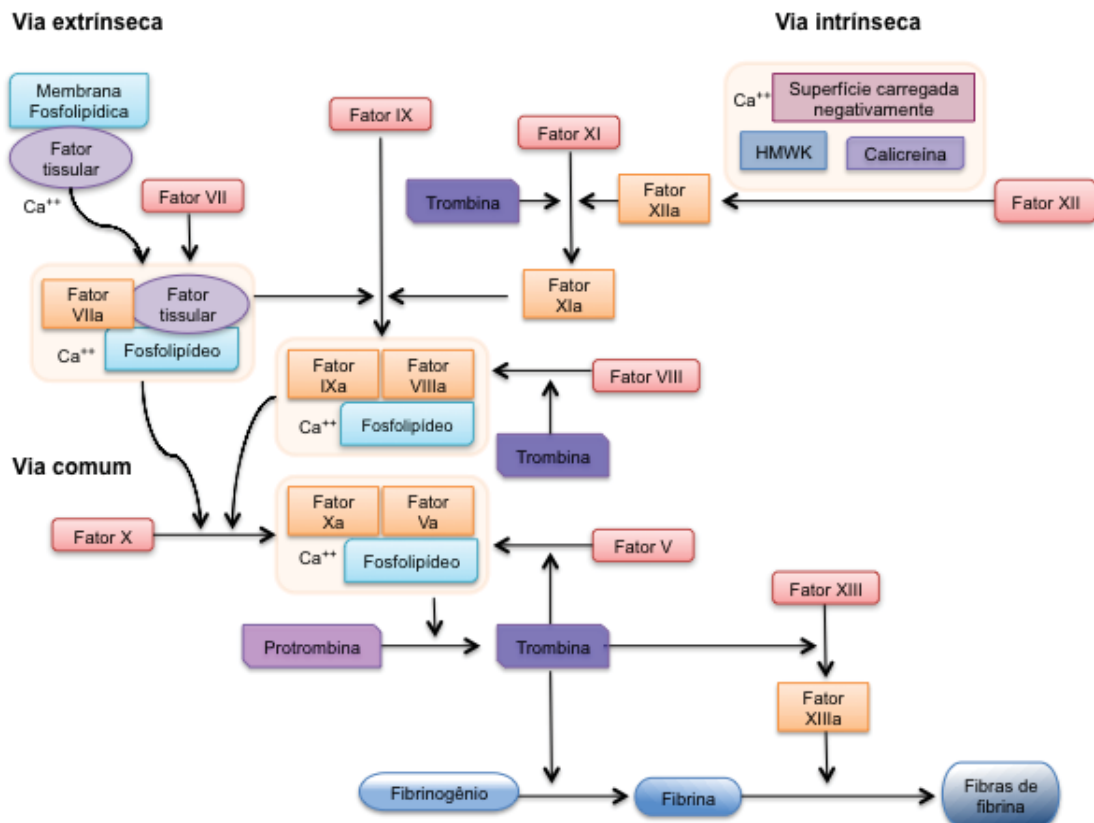 Via extrínseca
Via intrínseca
Membrana
Fosfolipídica
Fator
tissular
Ca++
Fator VII
Fator IX
Fator XI
Ca++
Superfície carregada
negativamente
HMWK
Calicreína
Trombina
Fator
XIIa
Fator XII
Fator
VIIa
Fator
tissular
Ca++
Fosfolipídeo
Fator
XIa
Fator
IXa
Fator
VIIIa
Ca++
Fosfolipídeo
Fator VIII
Trombina
Via comum
Fator X
Fator
Xa
Fator
Va
Ca++
Fosfolipídeo
Fator V
Fator XIII
Protrombina
Trombina
Fator
XIIIa
Fibrinogênio
Fibrina
Fibras de
fibrina